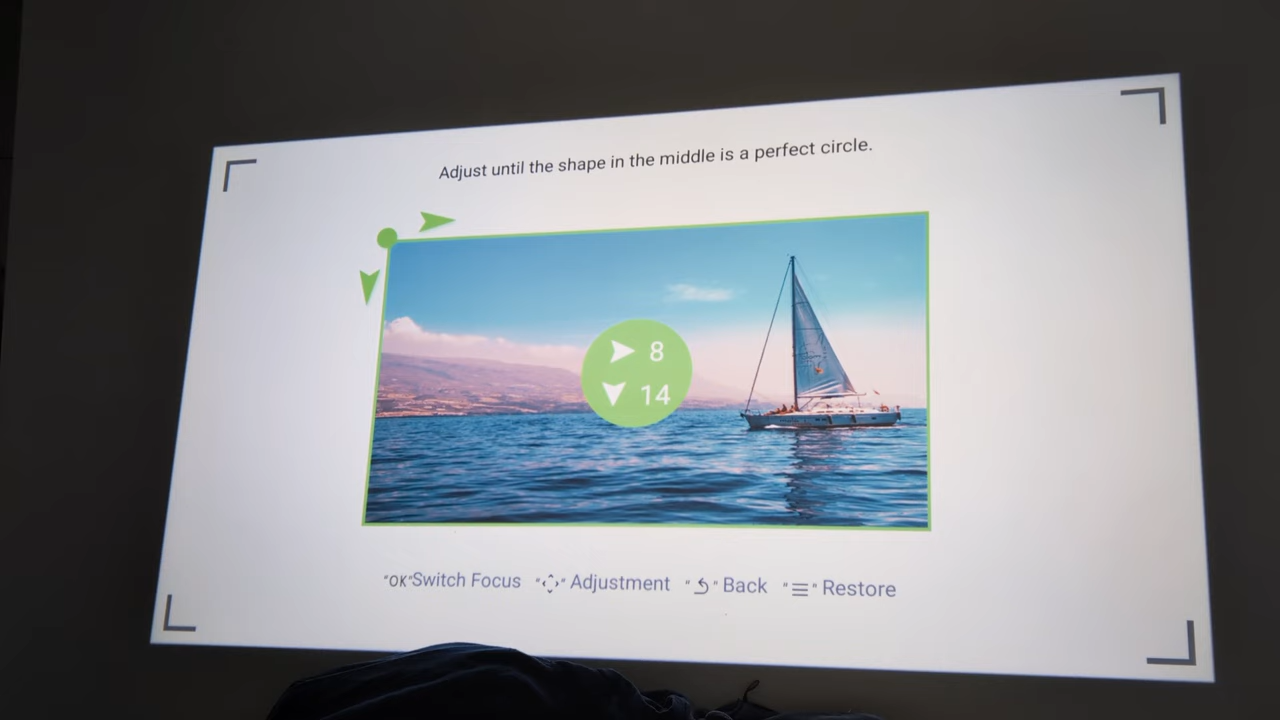 Adjust until the shape in the middle is a perfect circle.
8
14
"OK"Switch Focus " " Adjustment " " Back " " Restore